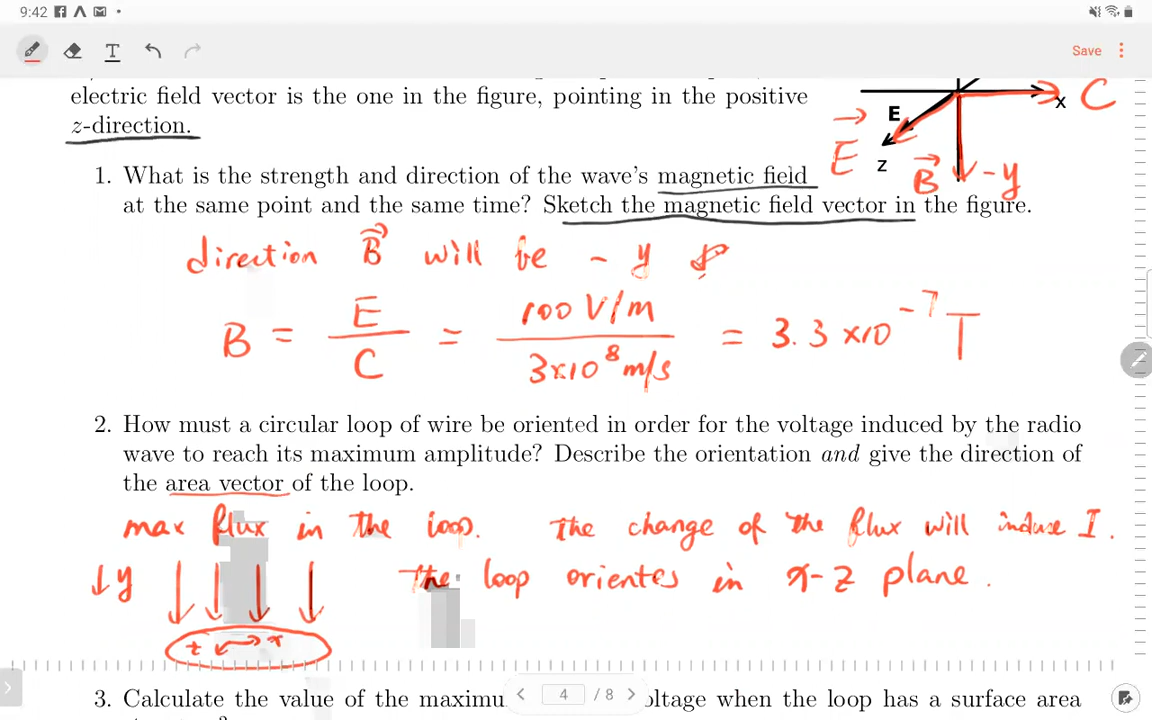 9:42
T
Save
electric field vector is the one in the figure, pointing in the positive
z-direction.
x C
E
E
z
B -y
1. What is the strength and direction of the wave's magnetic field
at the same point and the same time? Sketch the magnetic field vector in the figure.
direction B will be - y
B = E / C = 100 V/m / 3x10^8 m/s = 3.3 x10^-7 T
2. How must a circular loop of wire be oriented in order for the voltage induced by the radio
wave to reach its maximum amplitude? Describe the orientation and give the direction of
the area vector of the loop.
max flux in the loop. The change of the flux will induse I.
↓y The loop orientes in x-z plane.
z x
4 / 8
3. Calculate the value of the maximu oltage when the loop has a surface area